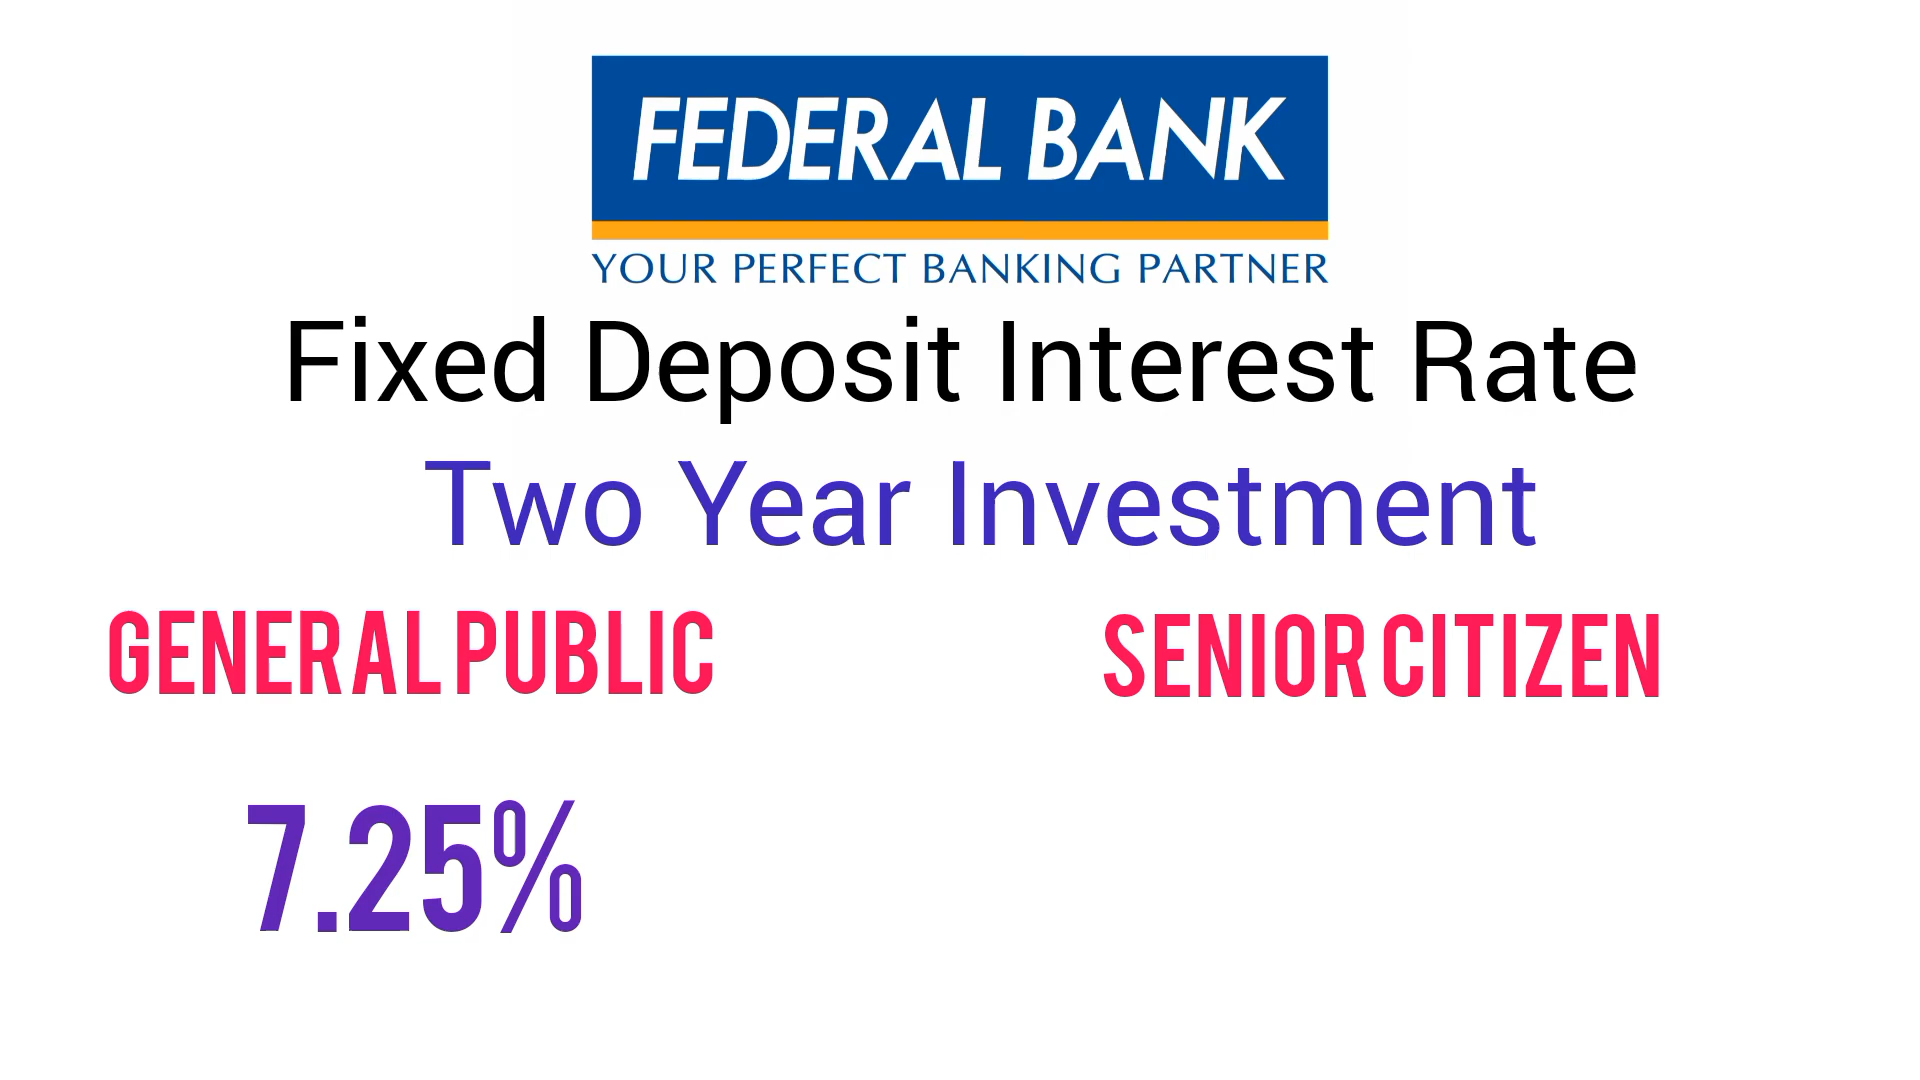 FEDERAL BANK
YOUR PERFECT BANKING PARTNER
Fixed Deposit Interest Rate
Two Year Investment
GENERAL PUBLIC
SENIOR CITIZEN
7.25%